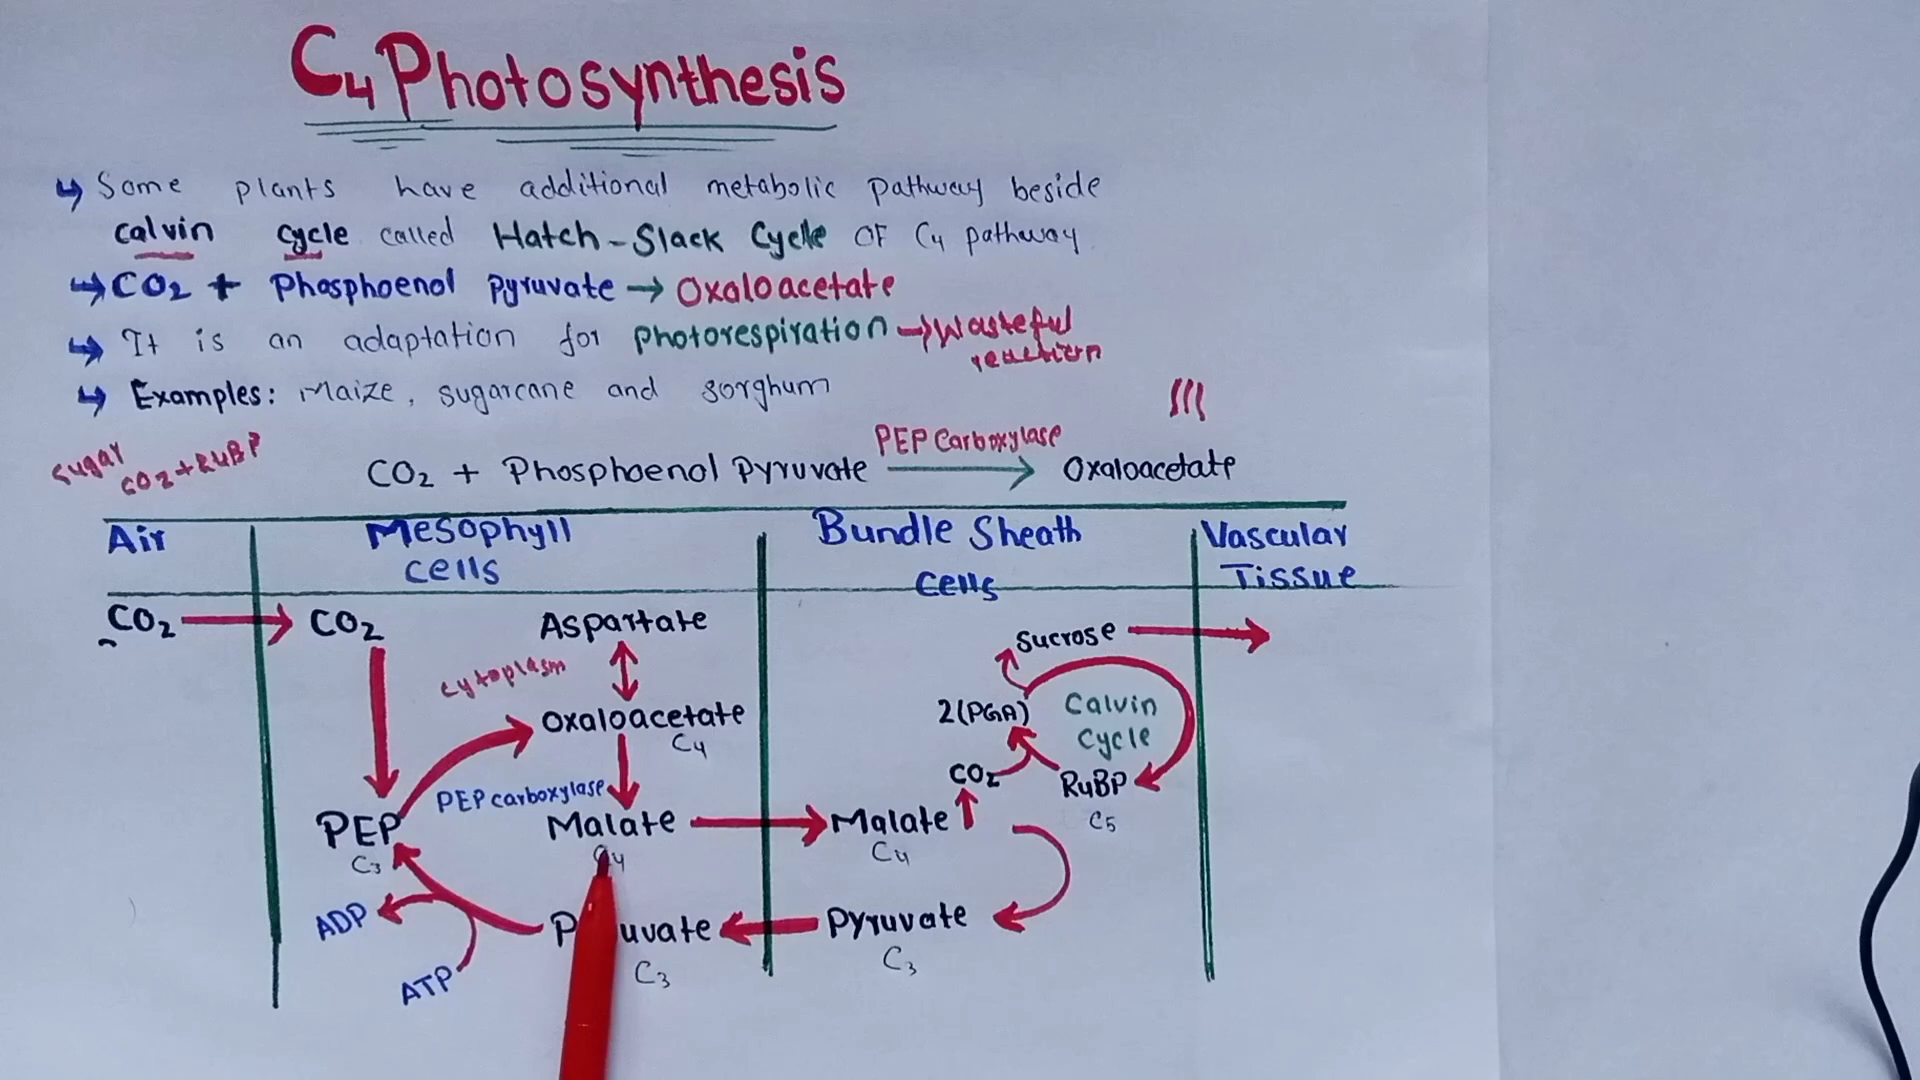 C4 Photosynthesis
↳ Some plants have additional metabolic pathway beside
calvin cycle called Hatch-Slack Cycle OF C4 pathway
↳ CO2 + Phosphoenol pyruvate → Oxaloacetate
↳ It is an adaptation for photorespiration → Wasteful
reaction
↳ Examples: Maize, sugarcane and sorghum
sugar
CO2 + RuBP
PEP Carboxylase
CO2 + Phosphoenol pyruvate → Oxaloacetate
Air
Mesophyll
cells
Bundle Sheath
Cells
Vascular
Tissue
CO2
CO2
Aspartate
cytoplasm
Oxaloacetate
C4
PEP carboxylase
PEP
C3
Malate
C4
ADP
ATP
C3
Sucrose
2(PGA)
Calvin
Cycle
CO2
RuBP
C5
Malate
C4
Pyruvate
C3